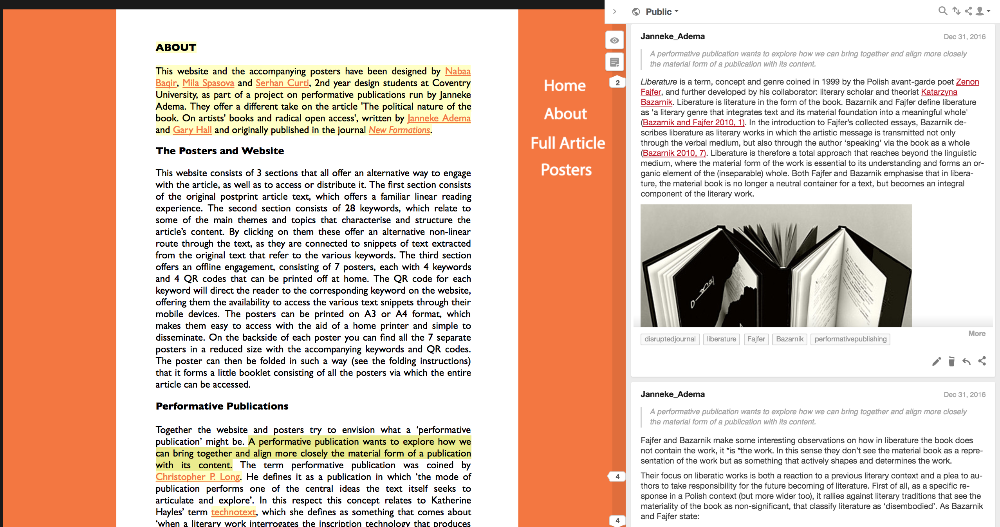 ABOUT
This website and the accompanying posters have been designed by Nabaa
Baqir, Mila Spasova and Serhan Curti, 2nd year design students at Coventry
University, as part of a project on performative publications run by Janneke
Adema. They offer a different take on the article 'The political nature of the
book. On artists' books and radical open access', written by Janneke Adema
and Gary Hall and originally published in the journal New Formations.
The Posters and Website
This website consists of 3 sections that all offer an alternative way to engage
with the article, as well as to access or distribute it. The first section consists
of the original postprint article text, which offers a familiar linear reading
experience. The second section consists of 28 keywords, which relate to
some of the main themes and topics that characterise and structure the
article’s content. By clicking on them these offer an alternative non-linear
route through the text, as they are connected to snippets of text extracted
from the original text that refer to the various keywords. The third section
offers an offline engagement, consisting of 7 posters, each with 4 keywords
and 4 QR codes that can be printed off at home. The QR code for each
keyword will direct the reader to the corresponding keyword on the website,
offering them the availability to access the various text snippets through their
mobile devices. The posters can be printed on A3 or A4 format, which
makes them easy to access with the aid of a home printer and simple to
disseminate. On the backside of each poster you can find all the 7 separate
posters in a reduced size with the accompanying keywords and QR codes.
The poster can then be folded in such a way (see the folding instructions)
that it forms a little booklet consisting of all the posters via which the entire
article can be accessed.
Performative Publications
Together the website and posters try to envision what a ‘performative
publication’ might be. A performative publication wants to explore how we
can bring together and align more closely the material form of a publication
with its content. The term performative publication was coined by
Christopher P. Long. He defines it as a publication in which ‘the mode of
publication performs one of the central ideas the text itself seeks to
articulate and explore’. In this respect this concept relates to Katherine
Hayles’ term technotext, which she defines as something that comes about
‘when a literary work interrogates the inscription technology that produces
Home
About
Full Article
Posters
2
4
4
Public
Janneke_Adema
Dec 31, 2016
A performative publication wants to explore how we can bring together and align more closely
the material form of a publication with its content.
Liberature is a term, concept and genre coined in 1999 by the Polish avant-garde poet Zenon
Fajfer, and further developed by his collaborator: literary scholar and theorist Katarzyna
Bazarnik. Liberature is literature in the form of the book. Bazarnik and Fajfer define liberature
as ‘a literary genre that integrates text and its material foundation into a meaningful whole'
(Bazarnik and Fajfer 2010, 1). In the introduction to Fajfer’s collected essays, Bazarnik de-
scribes liberature as literary works in which the artistic message is transmitted not only
through the verbal medium, but also through the author ‘speaking’ via the book as a whole
(Bazarnik 2010, 7). Liberature is therefore a total approach that reaches beyond the linguistic
medium, where the material form of the work is essential to its understanding and forms an or-
ganic element of the (inseparable) whole. Both Fajfer and Bazarnik emphasise that in libera-
ture, the material book is no longer a neutral container for a text, but becomes an integral
component of the literary work.
More
disruptedjournal
liberature
Fajfer
Bazarnik
performativepublishing
Janneke_Adema
Dec 31, 2016
A performative publication wants to explore how we can bring together and align more closely
the material form of a publication with its content.
Fajfer and Bazarnik make some interesting observations on how in liberature the book does
not contain the work, it *is *the work. In this sense they don’t see the material book as a repre-
sentation of the work but as something that actively shapes and determines the work.
Their focus on liberatic works is both a reaction to a previous literary context and a plea to au-
thors to take responsibility for the future becoming of literature. First of all, as a specific re-
sponse in a Polish context (but more wider too), it rallies against literary traditions that see the
materiality of the book as non-significant, that classify literature as ‘disembodied’. As Bazarnik
and Fajfer state: